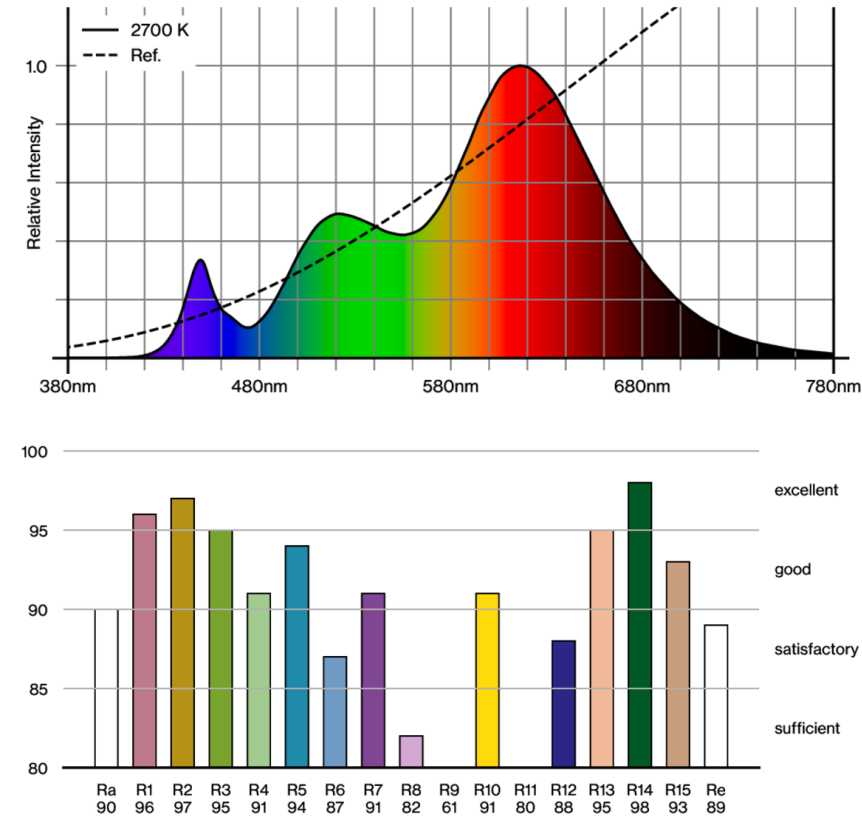 2700 K
Ref.
1.0
Relative Intensity
380nm 480nm 580nm 680nm 780nm
100
excellent
95
good
90
satisfactory
85
sufficient
80
Ra R1 R2 R3 R4 R5 R6 R7 R8 R9 R10 R11 R12 R13 R14 R15 Re
90 96 97 95 91 94 87 91 82 61 91 80 88 95 98 93 89